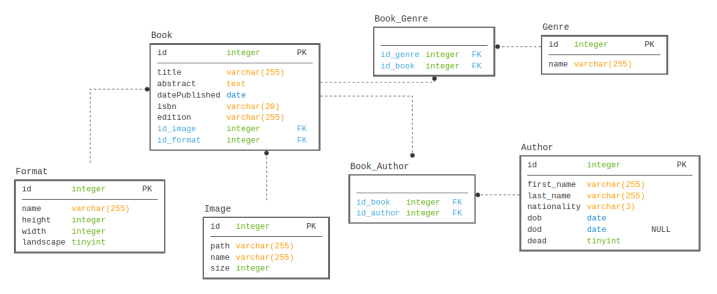 Book
id integer PK
title varchar(255)
abstract text
datePublished date
isbn varchar(20)
edition varchar(255)
id_image integer FK
id_format integer FK
Book_Genre
id_genre integer FK
id_book integer FK
Genre
id integer PK
name varchar(255)
Format
id integer PK
name varchar(255)
height integer
width integer
landscape tinyint
Image
id integer PK
path varchar(255)
name varchar(255)
size integer
Book_Author
id_book integer FK
id_author integer FK
Author
id integer PK
first_name varchar(255)
last_name varchar(255)
nationality varchar(3)
dob date
dod date NULL
dead tinyint